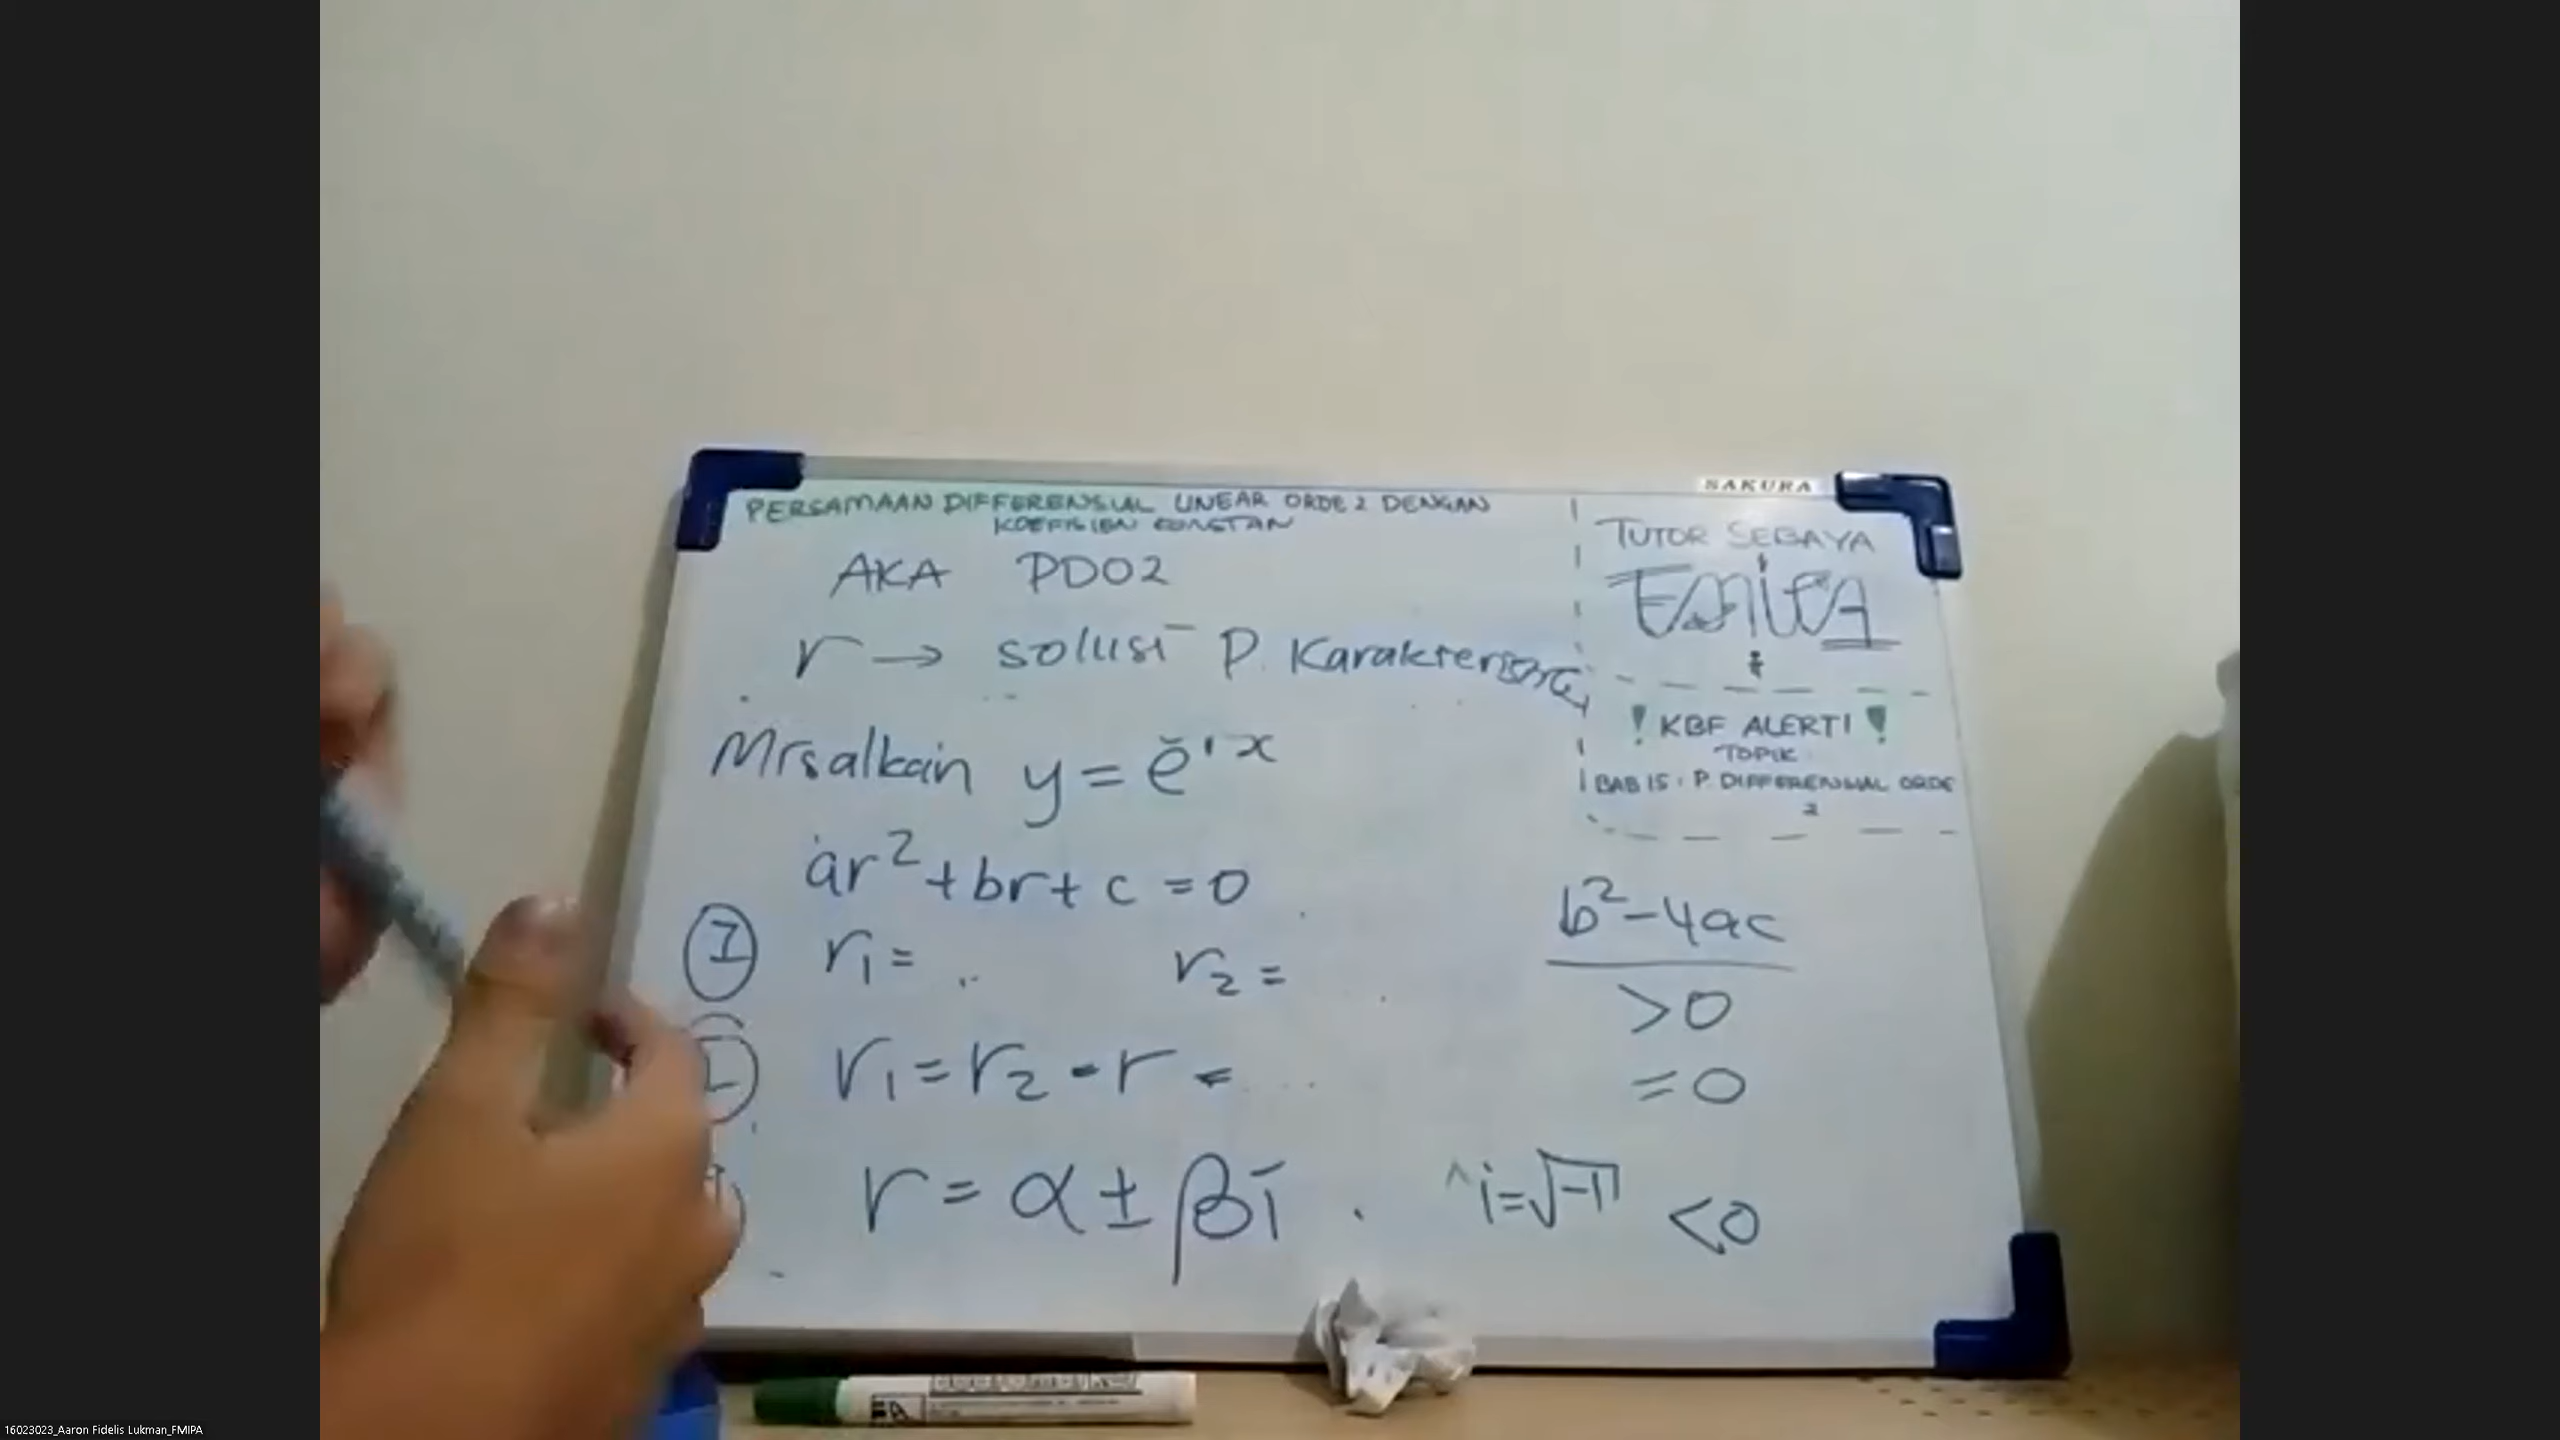 SAKURA
PERSAMAAN DIFFERENSIAL LINEAR ORDE 2 DENGAN
KOEFISIEN KONSTAN
AKA PDO2
r → solusi P. Karakteristik
Misalkan y = e^rx
ar² + br + c = 0
I r₁ = .. r₂ =
r₁ = r₂ = r = ...
r = α ± βi . i = √-1
TUTOR SEBAYA
FMIPA
! KBF ALERT! !
TOPIK
BAB 15 : P. DIFFERENSIAL ORDE
2
b² - 4ac
> 0
= 0
< 0
16023023_Aaron Fidelis Lukman_FMIPA